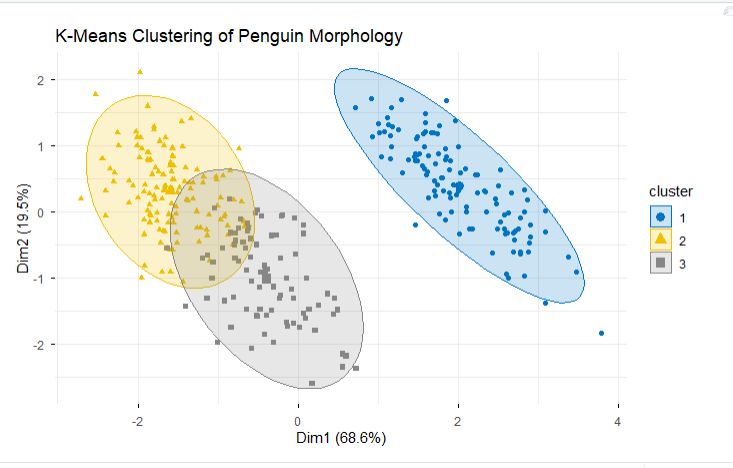 K-Means Clustering of Penguin Morphology
2
1
0
-1
-2
Dim2 (19.5%)
-2 0 2 4
Dim1 (68.6%)
cluster
1
2
3